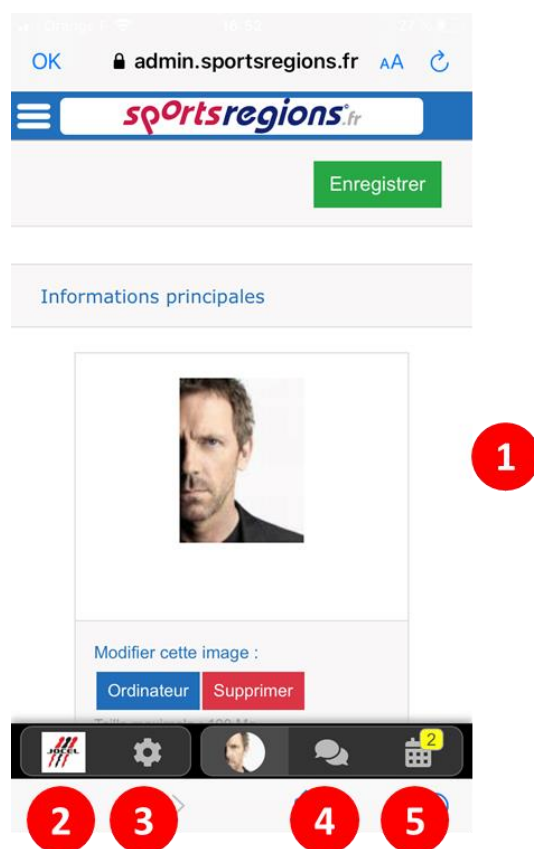 OK admin.sportsregions.fr AA
sportsregions.fr
Enregistrer
Informations principales
1
Modifier cette image :
Ordinateur Supprimer
JOCEL
2
2 3 4 5